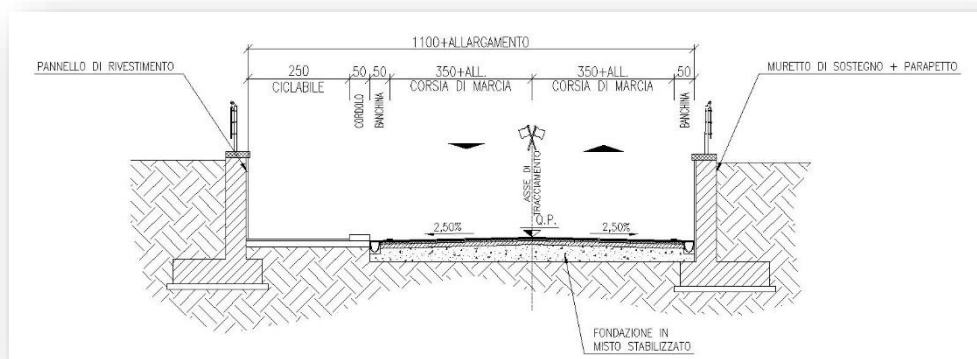 1100+ALLARGAMENTO
PANNELLO DI RIVESTIMENTO
250
50
50
350+ALL.
350+ALL.
50
MURETTO DI SOSTEGNO + PARAPETTO
CICLABILE
CORDOLO
BANCHINA
CORSIA DI MARCIA
CORSIA DI MARCIA
BANCHINA
ASSE DI
TRACCIAMENTO
Q.P.
2,50%
2,50%
FONDAZIONE IN
MISTO STABILIZZATO